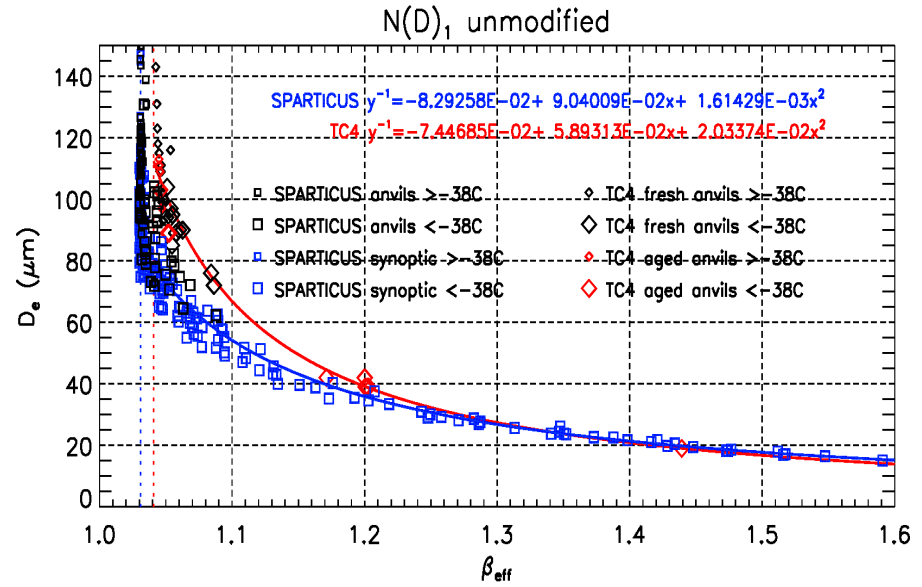 N(D)₁ unmodified
SPARTICUS y⁻¹=−8.29258E−02+ 9.04009E−02x+ 1.61429E−03x²
TC4 y⁻¹=−7.44685E−02+ 5.89313E−02x+ 2.03374E−02x²
SPARTICUS anvils >−38C
SPARTICUS anvils <−38C
SPARTICUS synoptic >−38C
SPARTICUS synoptic <−38C
TC4 fresh anvils >−38C
TC4 fresh anvils <−38C
TC4 aged anvils >−38C
TC4 aged anvils <−38C
Dₑ (μm)
140
120
100
80
60
40
20
0
1.0 1.1 1.2 1.3 1.4 1.5 1.6
βeff